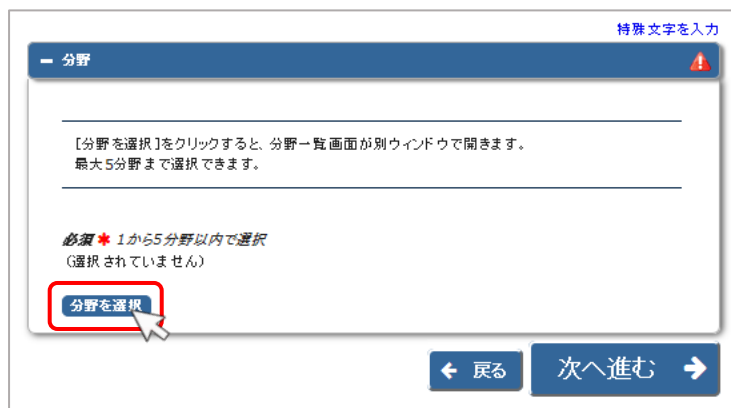 特殊文字を入力
分野
[分野を選択]をクリックすると、分野一覧画面が別ウィンドウで開きます。
最大5分野まで選択できます。
必須 * 1から5分野以内で選択
(選択されていません)
分野を選択
戻る
次へ進む